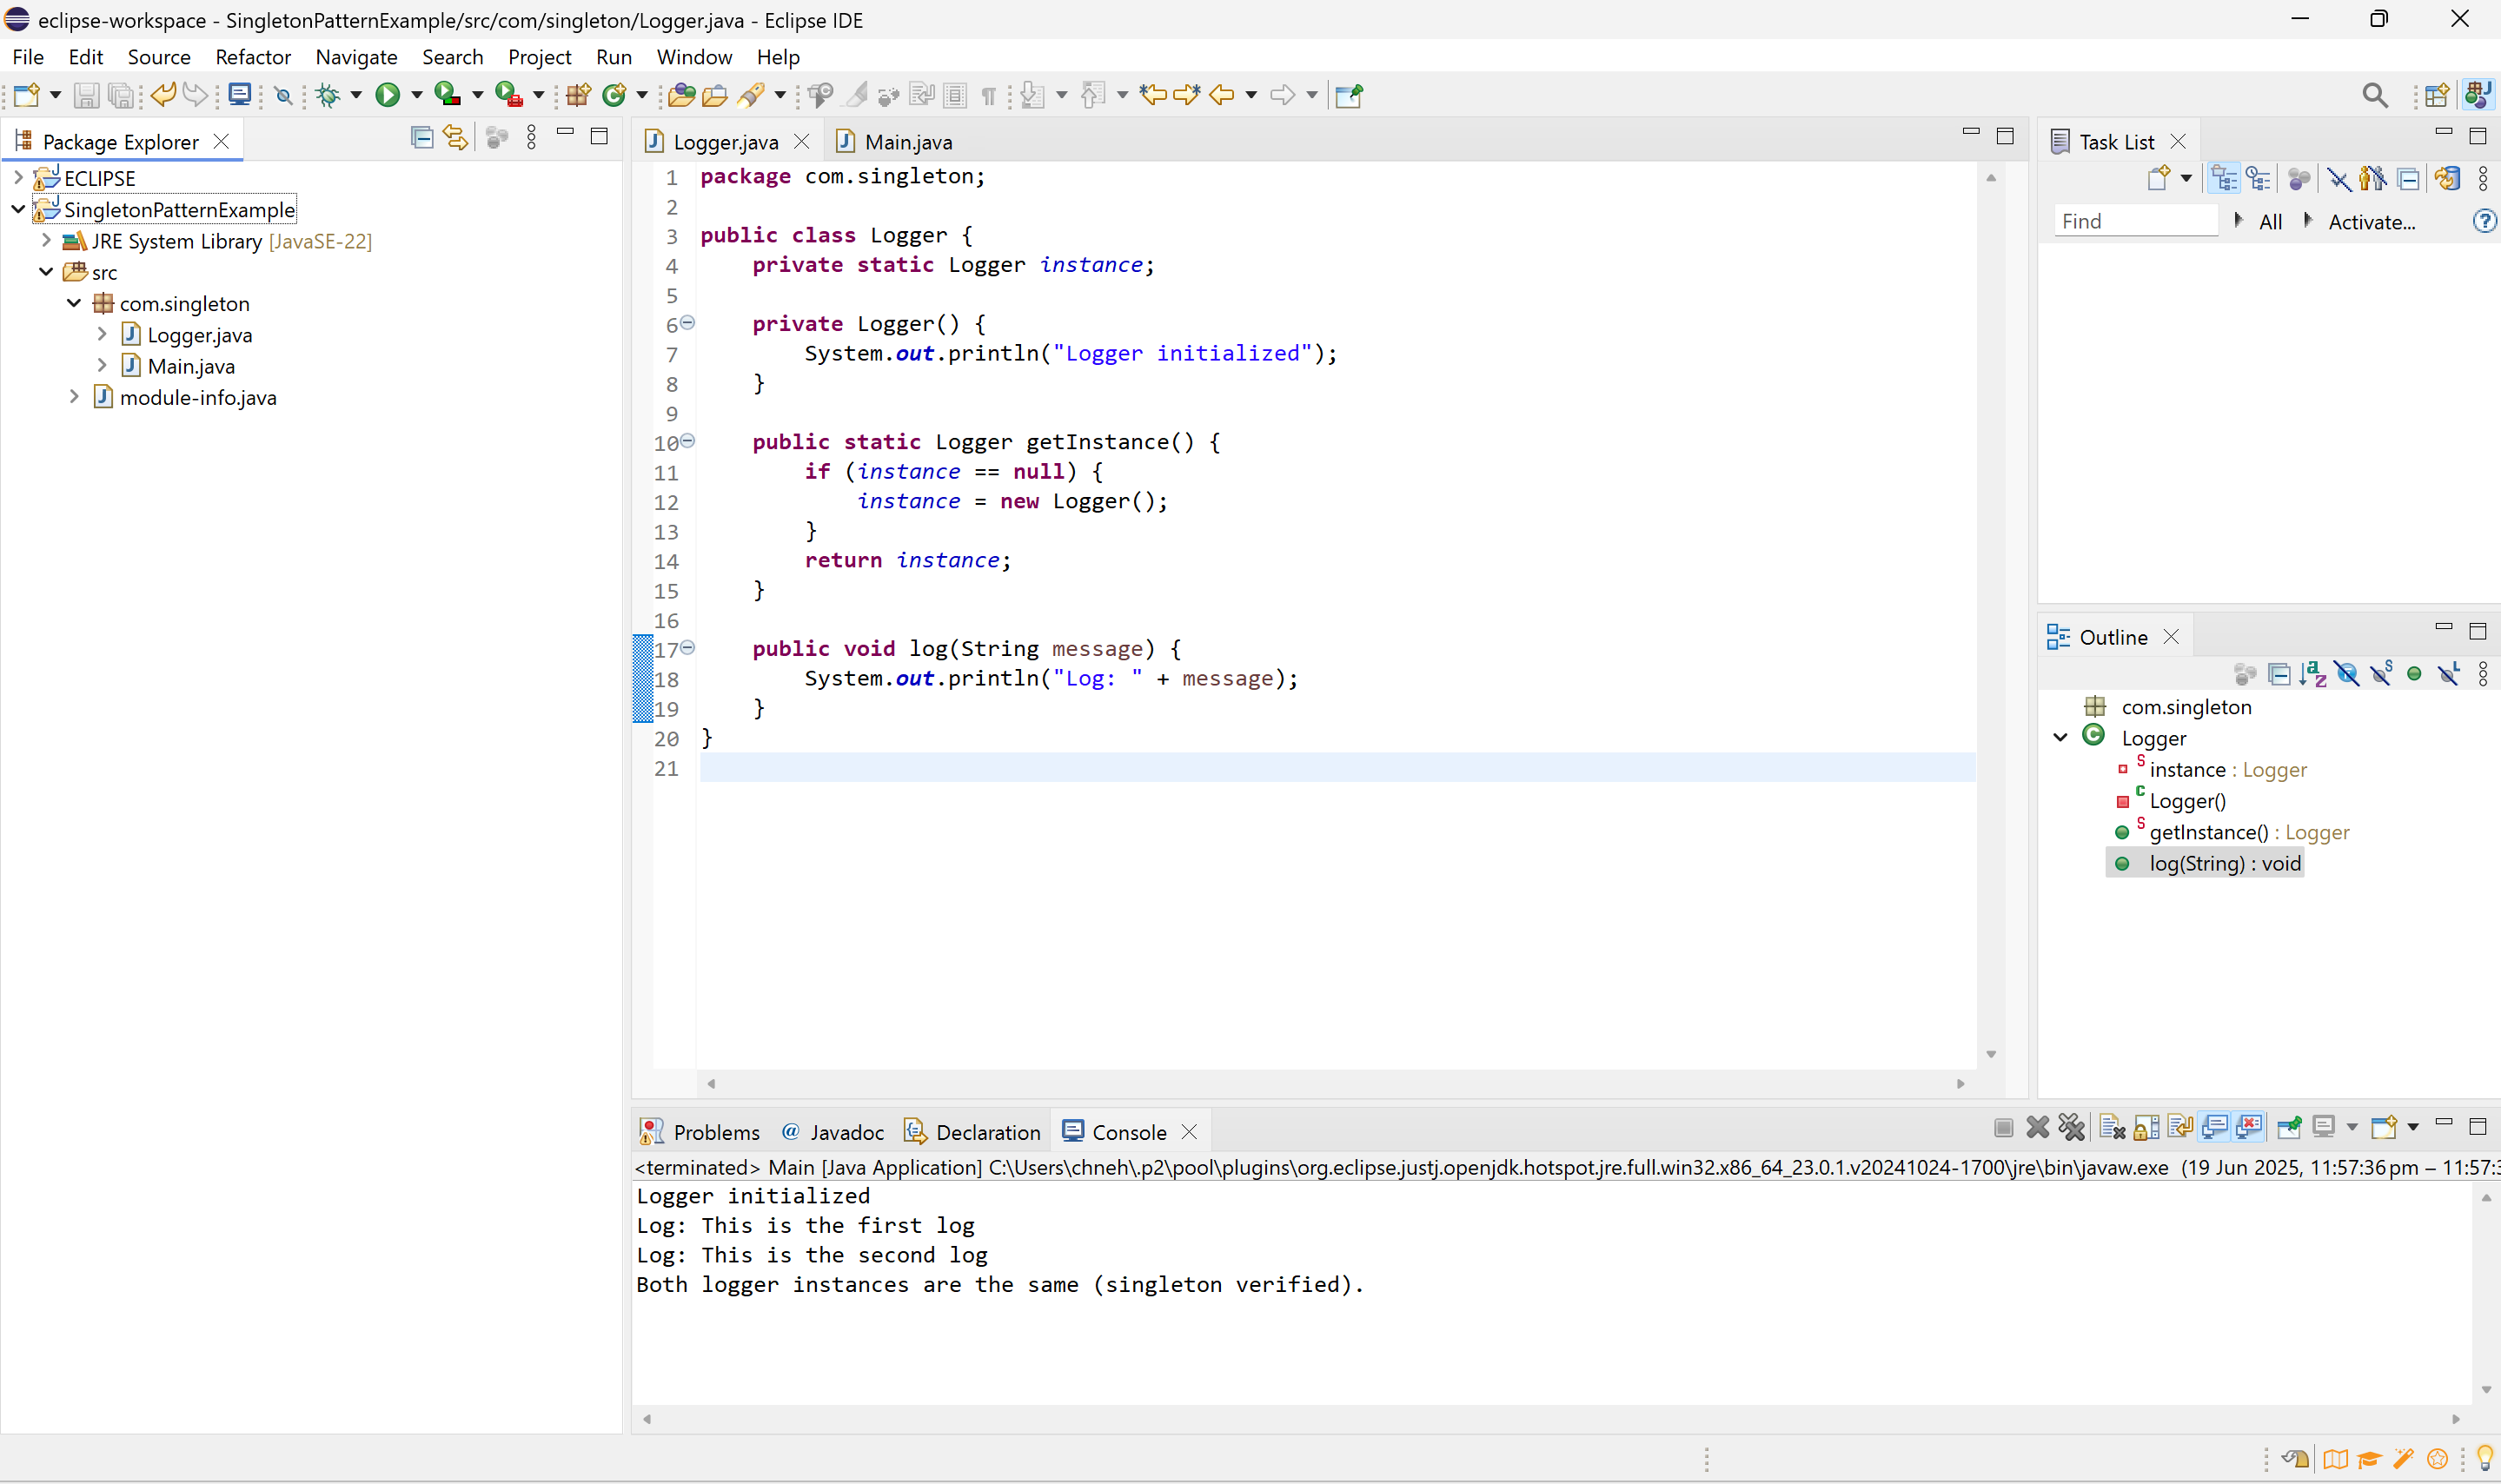 eclipse-workspace - SingletonPatternExample/src/com/singleton/Logger.java - Eclipse IDE
File Edit Source Refactor Navigate Search Project Run Window Help
Package Explorer
ECLIPSE
SingletonPatternExample
JRE System Library [JavaSE-22]
src
com.singleton
Logger.java
Main.java
module-info.java
Logger.java Main.java
1 package com.singleton;
2
3 public class Logger {
4     private static Logger instance;
5
6     private Logger() {
7         System.out.println("Logger initialized");
8     }
9
10     public static Logger getInstance() {
11         if (instance == null) {
12             instance = new Logger();
13         }
14         return instance;
15     }
16
17     public void log(String message) {
18         System.out.println("Log: " + message);
19     }
20 }
21
Task List
Find All Activate...
Outline
com.singleton
Logger
instance : Logger
Logger()
getInstance() : Logger
log(String) : void
Problems Javadoc Declaration Console
<terminated> Main [Java Application] C:\Users\chneh\.p2\pool\plugins\org.eclipse.justj.openjdk.hotspot.jre.full.win32.x86_64_23.0.1.v20241024-1700\jre\bin\javaw.exe (19 Jun 2025, 11:57:36 pm – 11:57:3
Logger initialized
Log: This is the first log
Log: This is the second log
Both logger instances are the same (singleton verified).